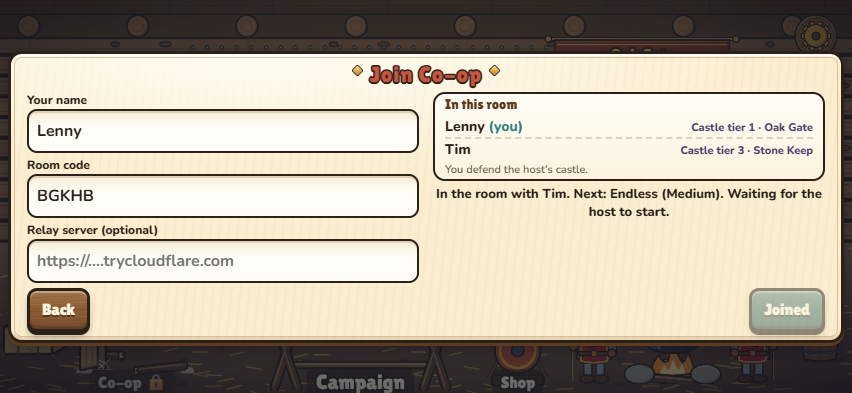 Join Co-op
Your name
Lenny
Room code
BGKHB
Relay server (optional)
https://....trycloudflare.com
Back
In this room
Lenny (you)
Castle tier 1 · Oak Gate
Tim
Castle tier 3 · Stone Keep
You defend the host's castle.
In the room with Tim. Next: Endless (Medium). Waiting for the
host to start.
Joined
Co-op
Campaign
Shop